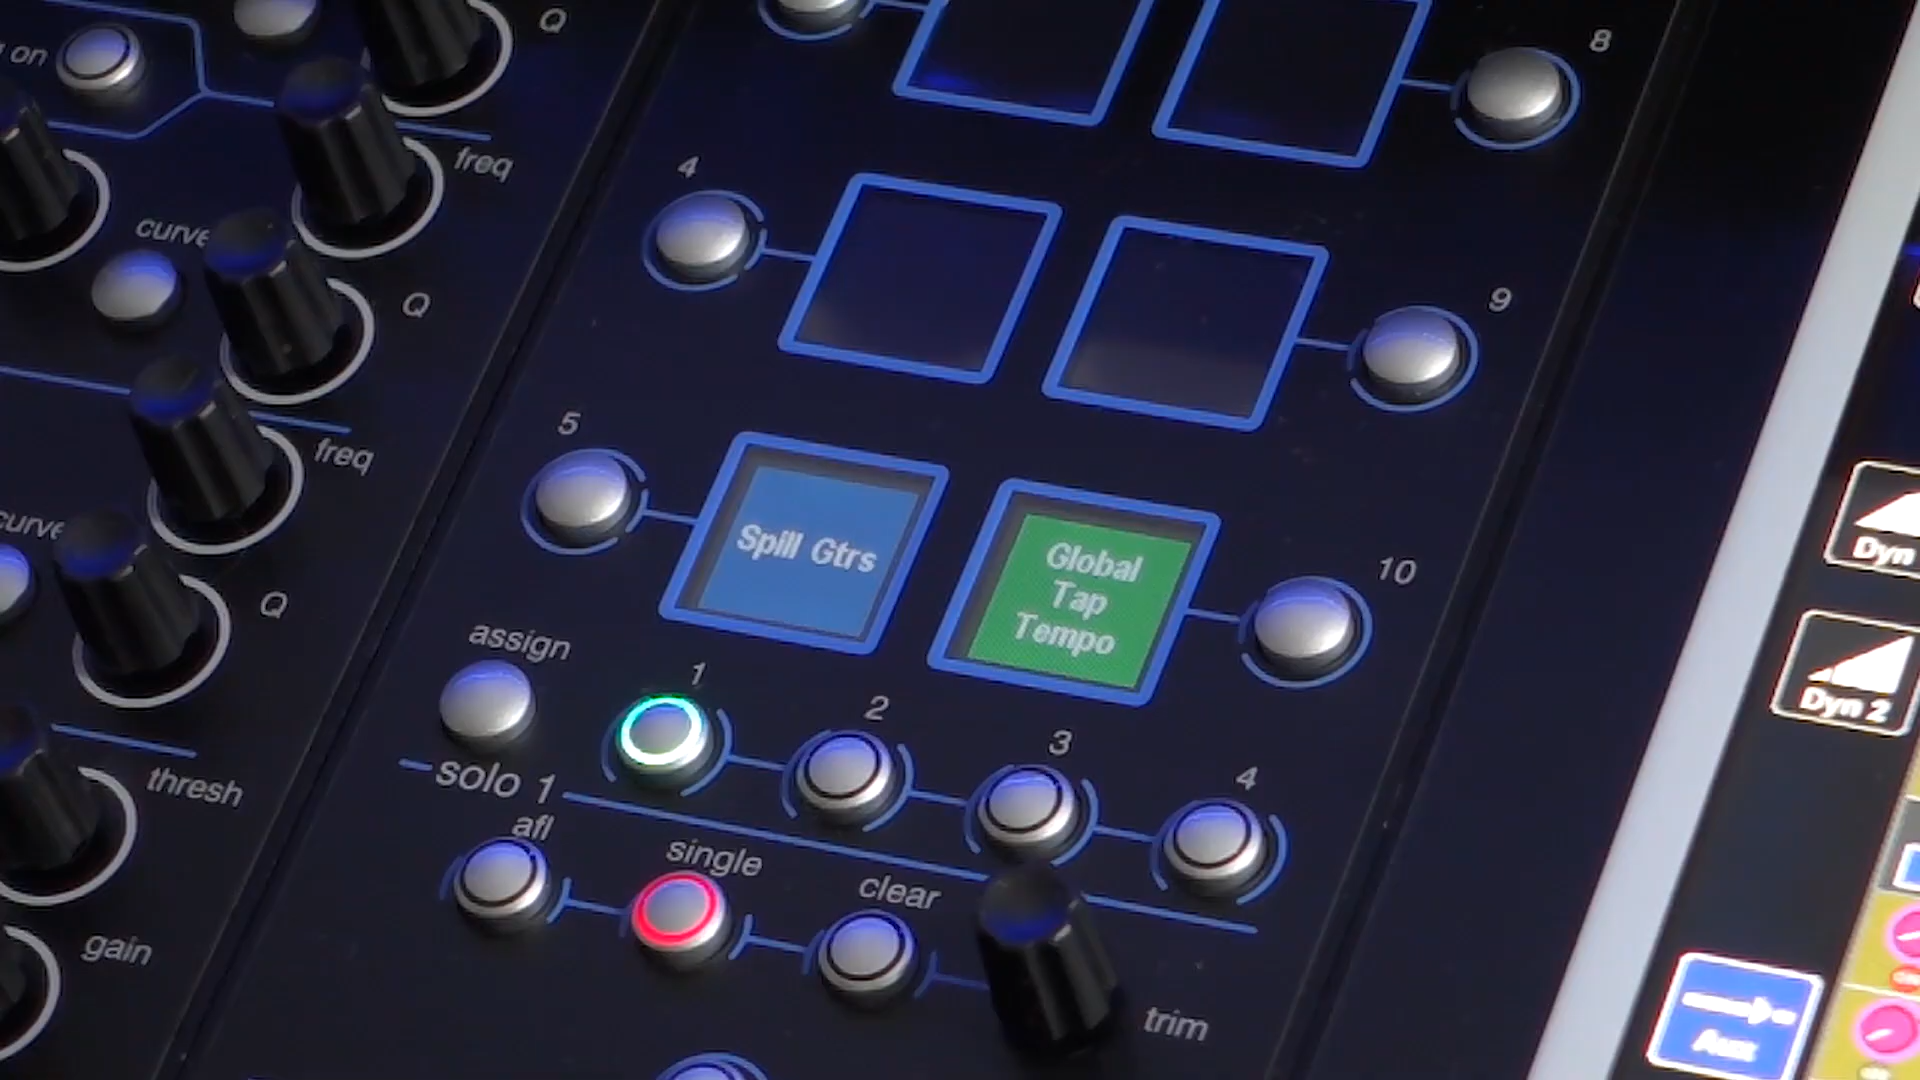 Q
on
8
freq
4
curve
Q
9
freq
5
curve
Spill Gtrs
Global
Tap
Tempo
10
Dyn
Q
assign
1
2
3
4
Dyn 2
thresh
solo 1
afl
single
clear
gain
trim
Aux